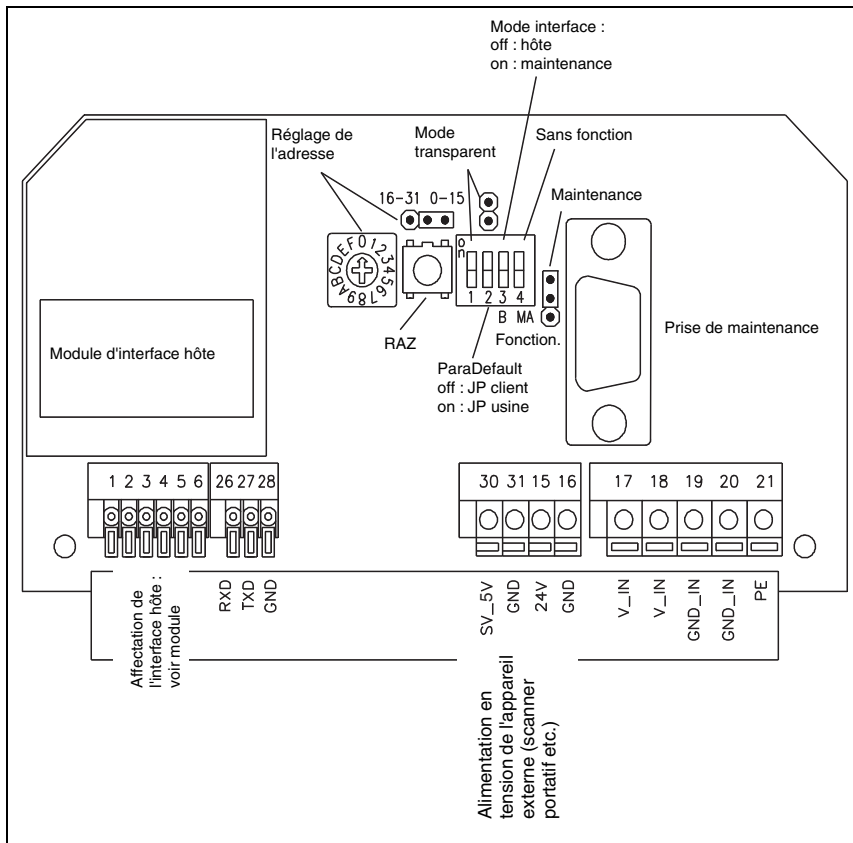 Mode interface :
off : hôte
on : maintenance
Réglage de
l'adresse
Mode
transparent
Sans fonction
16-31 0-15
Maintenance
on
0123456789ABCDEF
1 2 3 4
B MA
Fonction.
RAZ
Prise de maintenance
Module d'interface hôte
ParaDefault
off : JP client
on : JP usine
1 2 3 4 5 6 26 27 28
30 31 15 16
17 18 19 20 21
RXD
TXD
GND
SV_5V
GND
24V
GND
V_IN
V_IN
GND_IN
GND_IN
PE
Affectation de
l'interface hôte :
voir module
Alimentation en
tension de l'appareil
externe (scanner
portatif etc.)